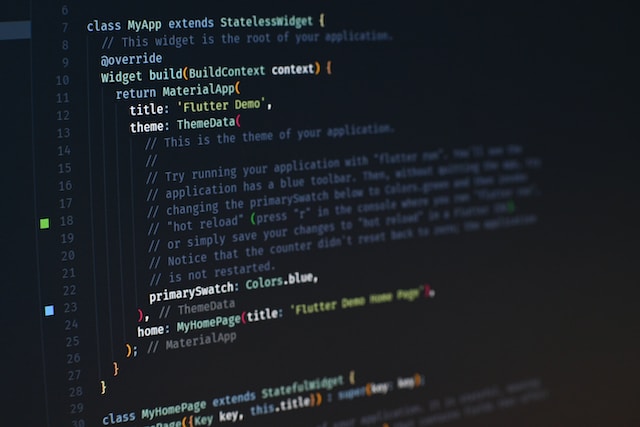 6
7 class MyApp extends StatelessWidget {
8 // This widget is the root of your application.
9 @override
10 Widget build(BuildContext context) {
11 return MaterialApp(
12 title: 'Flutter Demo',
13 theme: ThemeData(
14 // This is the theme of your application.
15 //
16 // Try running your application with "flutter run". You'll see the
17 // application has a blue toolbar. Then, without quitting the app, try
18 // changing the primarySwatch below to Colors.green and then invoke
19 // "hot reload" (press "r" in the console where you ran "flutter run",
20 // or simply save your changes to "hot reload" in a Flutter IDE).
21 // Notice that the counter didn't reset back to zero; the application
22 // is not restarted.
23 primarySwatch: Colors.blue,
24 ), // ThemeData
25 home: MyHomePage(title: 'Flutter Demo Home Page'),
26 ); // MaterialApp
27 }
28 }
29
30 class MyHomePage extends StatefulWidget {
({Key key, this.title}) : super(key: key);